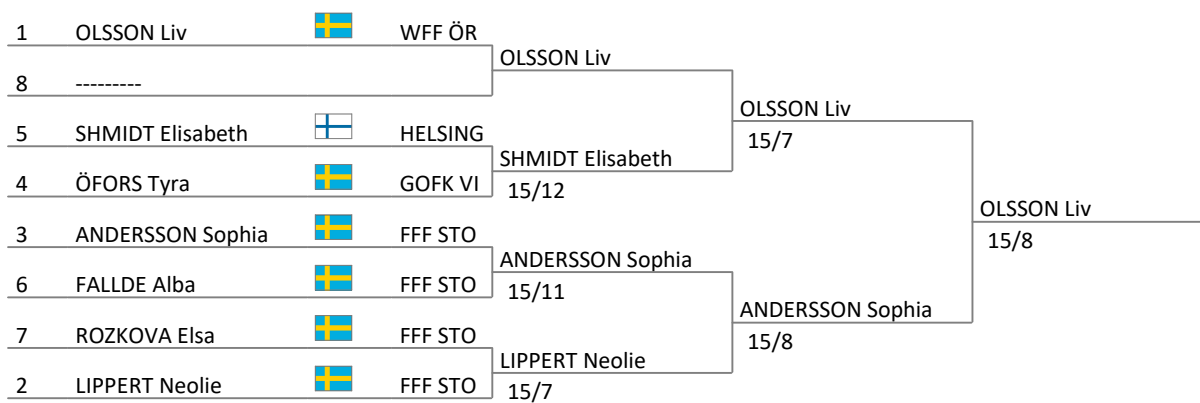 1 OLSSON Liv WFF ÖR
OLSSON Liv
8 ---------
OLSSON Liv
15/7
5 SHMIDT Elisabeth HELSING
SHMIDT Elisabeth
15/12
4 ÖFORS Tyra GOFK VI
OLSSON Liv
15/8
3 ANDERSSON Sophia FFF STO
ANDERSSON Sophia
15/11
6 FALLDE Alba FFF STO
ANDERSSON Sophia
15/8
7 ROZKOVA Elsa FFF STO
LIPPERT Neolie
15/7
2 LIPPERT Neolie FFF STO